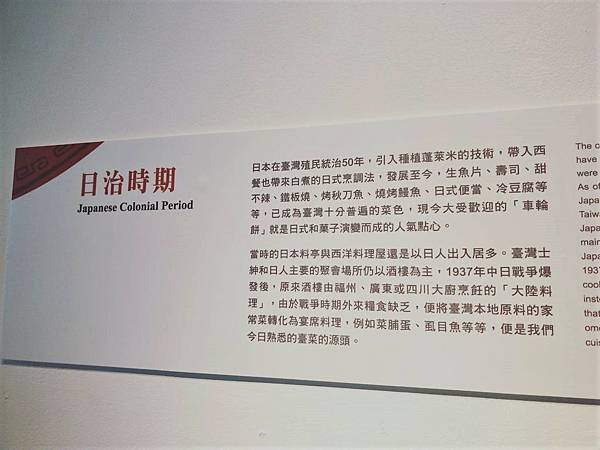 日治時期
Japanese Colonial Period
日本在臺灣殖民統治50年，引入種植蓬萊米的技術，帶入西
餐也帶來白煮的日式烹調法，發展至今，生魚片、壽司、甜
不辣、鐵板燒、烤秋刀魚、燒烤鰻魚、日式便當、冷豆腐等
等，已成為臺灣十分普遍的菜色，現今大受歡迎的「車輪
餅」就是日式和菓子演變而成的人氣點心。
當時的日本料亭與西洋料理屋還是以日人出入居多。臺灣士
紳和日人主要的聚會場所仍以酒樓為主，1937年中日戰爭爆
發後，原來酒樓由福州、廣東或四川大廚烹飪的「大陸料
理」，由於戰爭時期外來糧食缺乏，便將臺灣本地原料的家
常菜轉化為宴席料理，例如菜脯蛋、虱目魚等等，便是我們
今日熟悉的臺菜的源頭。
The c
have
were
As of
Japa
Taiw
Japa
main
Japa
1937
cook
inste
that
ome
cuis